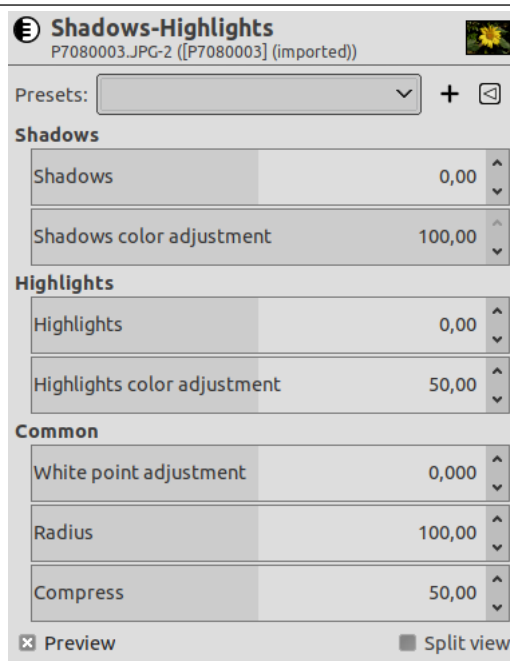 Shadows-Highlights
P7080003.JPG-2 ([P7080003] (imported))
Presets:
Shadows
Shadows 0,00
Shadows color adjustment 100,00
Highlights
Highlights 0,00
Highlights color adjustment 50,00
Common
White point adjustment 0,000
Radius 100,00
Compress 50,00
Preview Split view